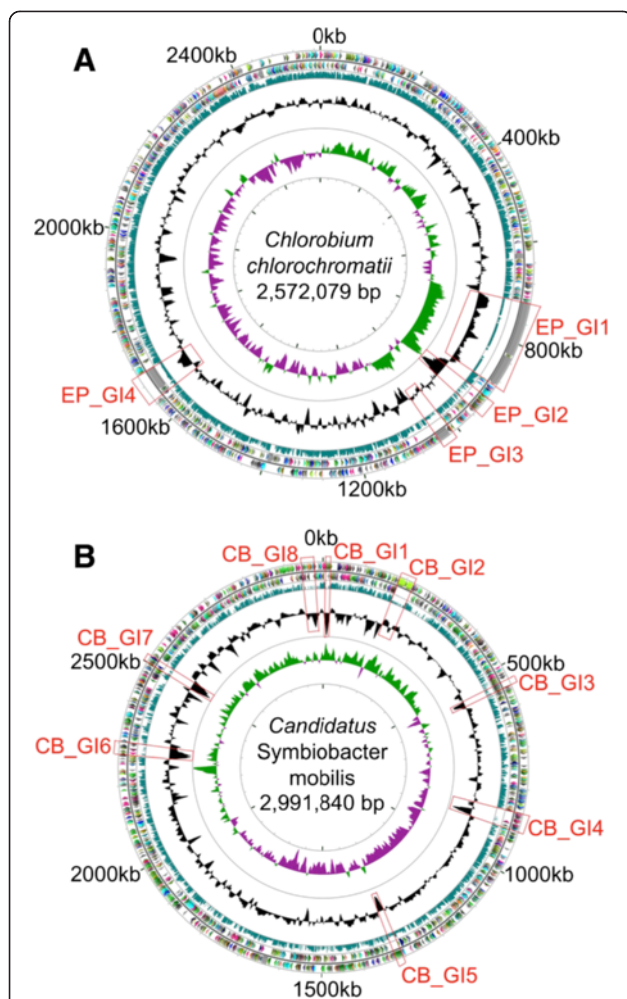 A
0kb
2400kb
400kb
2000kb
Chlorobium
chlorochromatii
2,572,079 bp
EP_GI1
800kb
EP_GI4
EP_GI2
1600kb
EP_GI3
1200kb
B
0kb
CB_GI8
CB_GI1
CB_GI2
CB_GI7
2500kb
500kb
CB_GI3
Candidatus
Symbiobacter
mobilis
2,991,840 bp
CB_GI6
CB_GI4
2000kb
1000kb
CB_GI5
1500kb